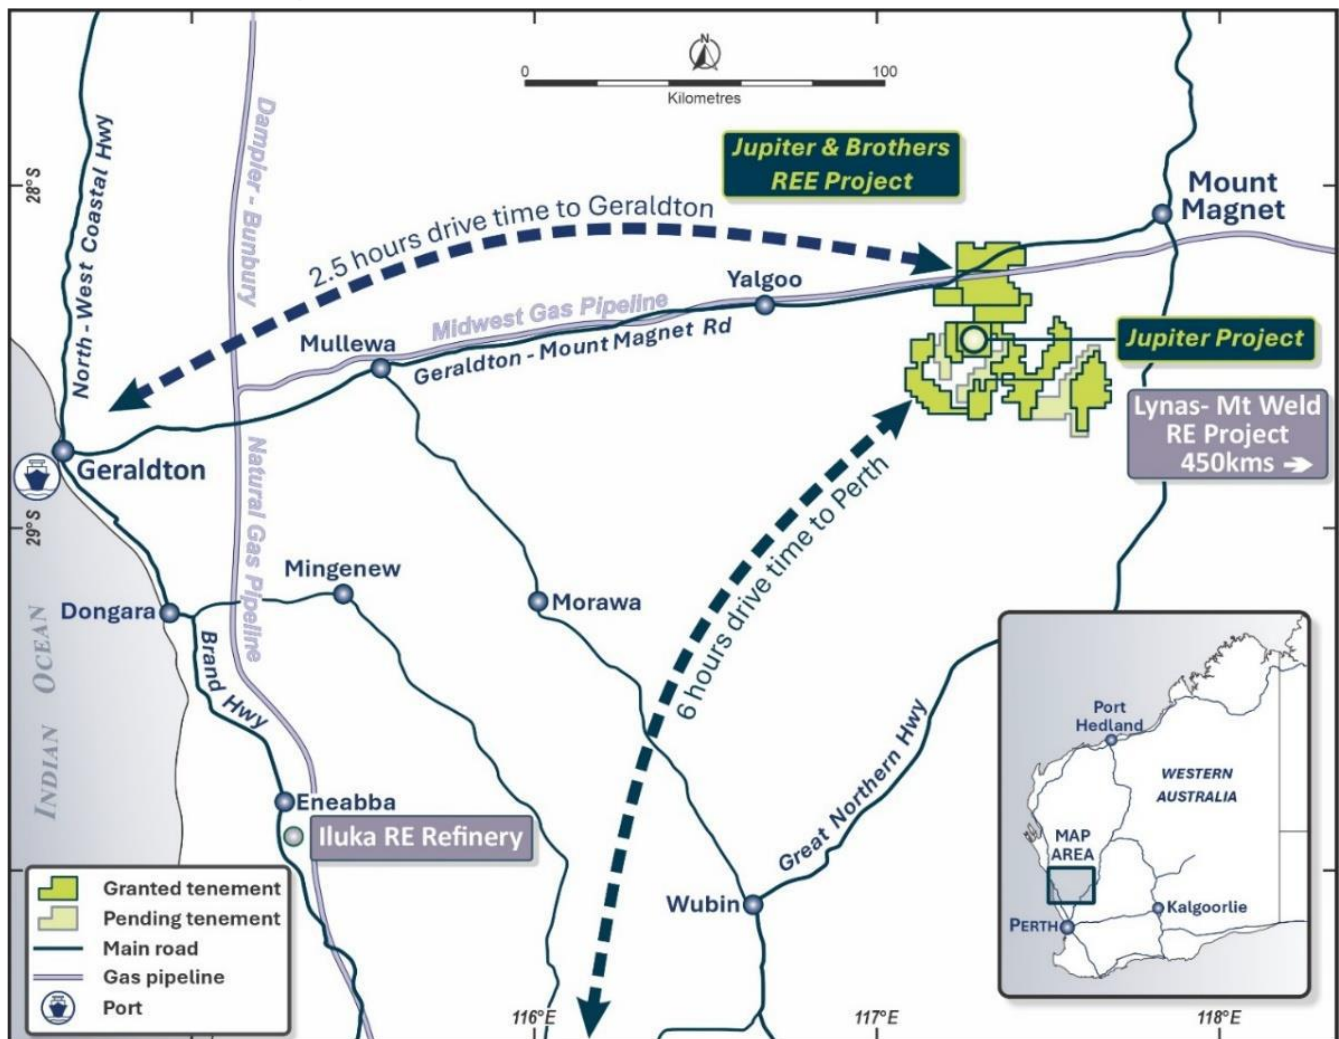 N
0
100
Kilometres
Jupiter & Brothers
REE Project
28°S
North-West Coastal Hwy
Dampler - Bunbury
2.5 hours drive time to Geraldton
Mount
Magnet
Yalgoo
Midwest Gas Pipeline
Mullewa
Geraldton - Mount Magnet Rd
Jupiter Project
Lynas- Mt Weld
RE Project
450kms
Geraldton
Natural Gas Pipeline
6 hours drive time to Perth
29°S
Mingenew
Dongara
Morawa
INDIAN OCEAN
Brand Hwy
Great Northern Hwy
Eneabba
Iluka RE Refinery
Wubin
Port
Hedland
WESTERN
AUSTRALIA
MAP
AREA
Kalgoorlie
PERTH
Granted tenement
Pending tenement
Main road
Gas pipeline
Port
116°E
117°E
118°E